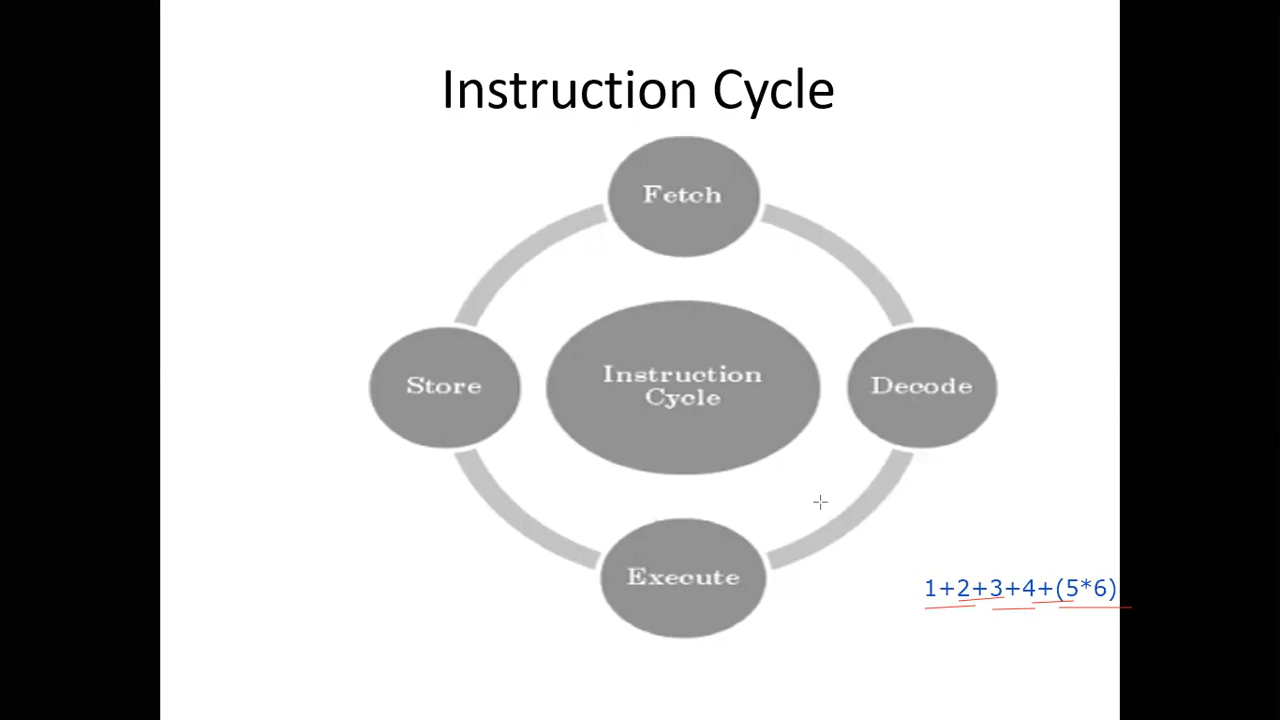 Instruction Cycle
Fetch
Store
Instruction
Cycle
Decode
Execute
1+2+3+4+(5*6)